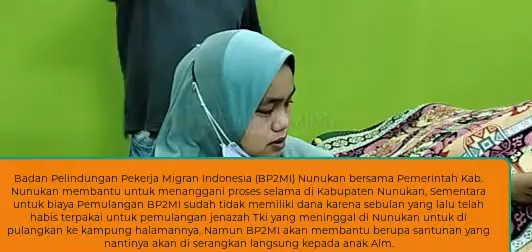 Badan Pelindungan Pekerja Migran Indonesia (BP2MI) Nunukan bersama Pemerintah Kab.
Nunukan membantu untuk menanggani proses selama di Kabupaten Nunukan, Sementara
untuk biaya Pemulangan BP2MI sudah tidak memiliki dana karena sebulan yang lalu telah
habis terpakai untuk pemulangan jenazah Tki yang meninggal di Nunukan untuk di
pulangkan ke kampung halamannya. Namun BP2MI akan membantu berupa santunan yang
nantinya akan di serangkan langsung kepada anak Alm.